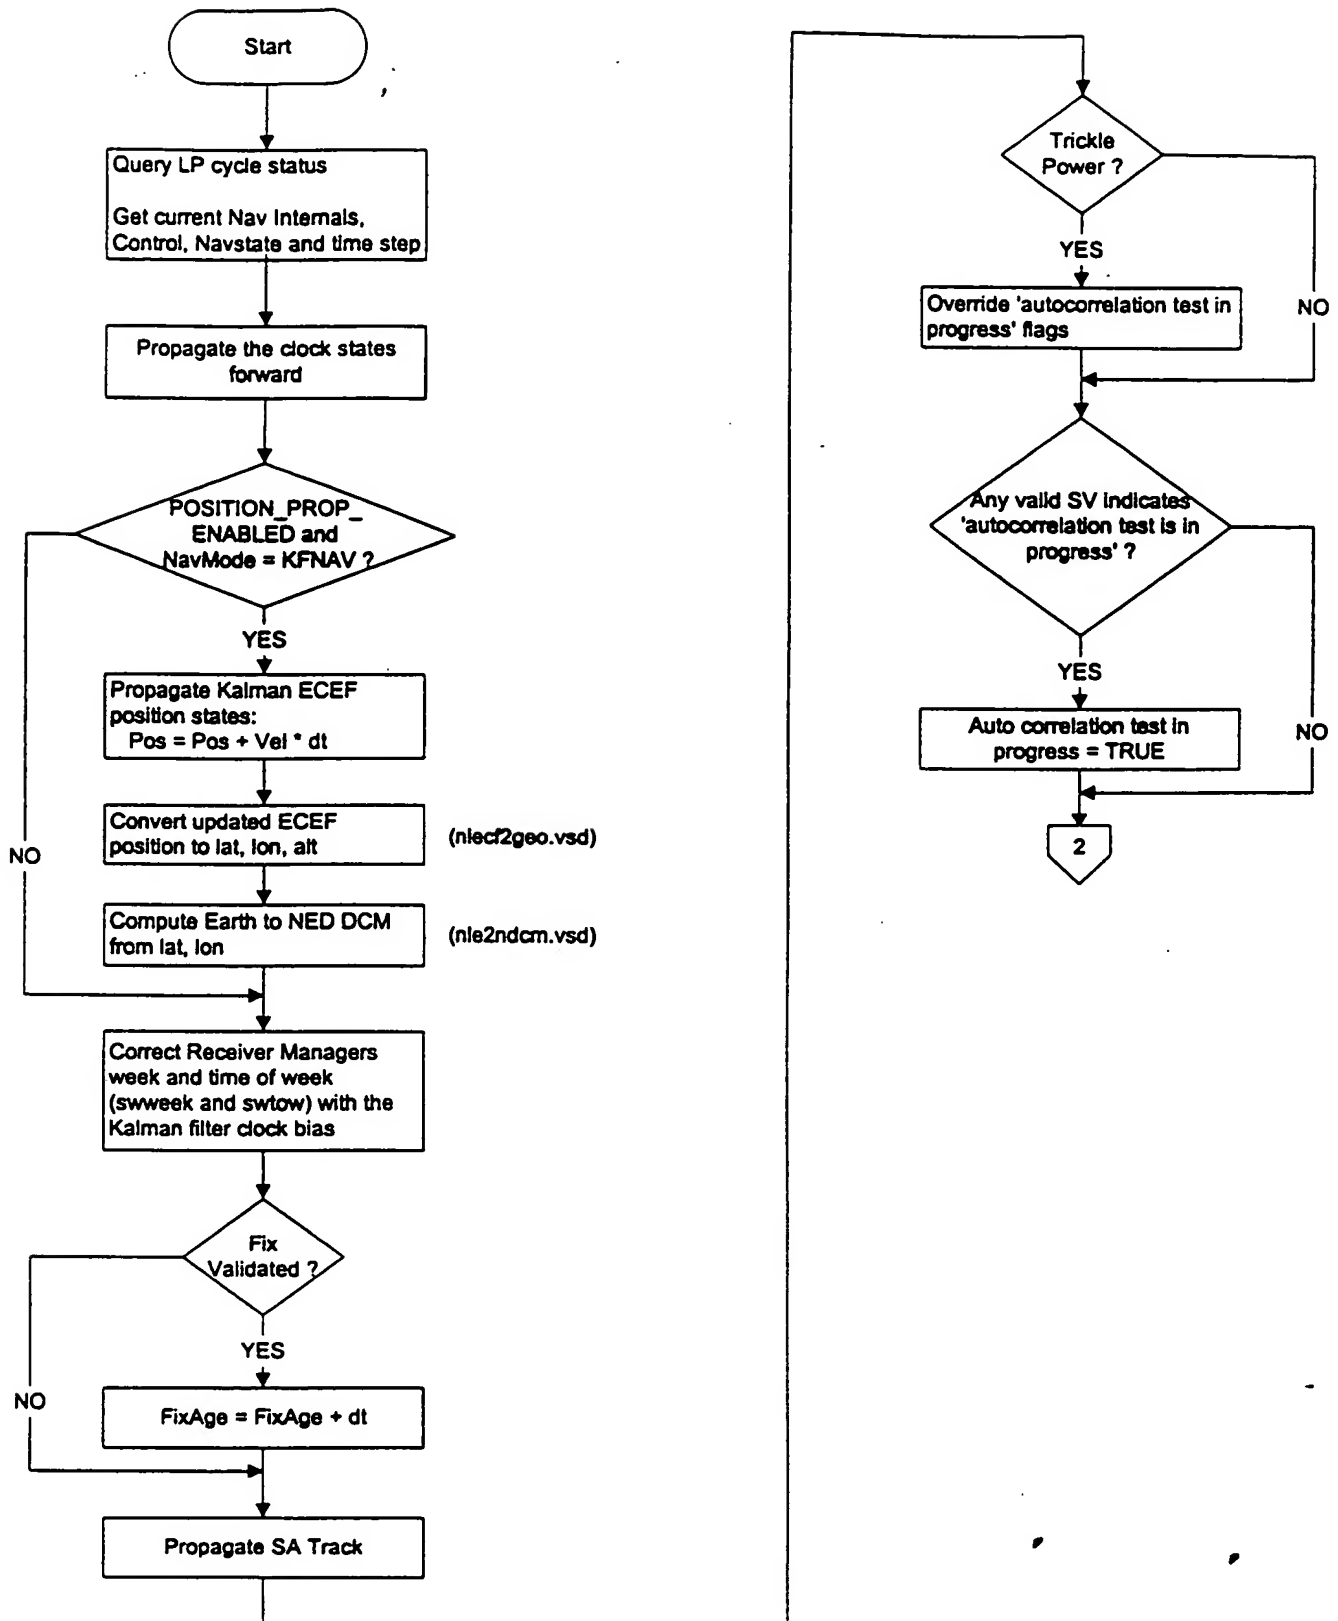 Start
Query LP cycle status
Get current Nav Internals,
Control, Navstate and time step
Propagate the clock states
forward
POSITION_PROP_
ENABLED and
NavMode = KFNAV ?
YES
NO
Propagate Kalman ECEF
position states:
Pos = Pos + Vel * dt
Convert updated ECEF
position to lat, lon, alt
(nlecf2geo.vsd)
Compute Earth to NED DCM
from lat, lon
(nle2ndcm.vsd)
Correct Receiver Managers
week and time of week
(swweek and swtow) with the
Kalman filter clock bias
Fix
Validated ?
YES
NO
FixAge = FixAge + dt
Propagate SA Track
Trickle
Power ?
YES
NO
Override 'autocorrelation test in
progress' flags
Any valid SV indicates
'autocorrelation test is in
progress' ?
YES
NO
Auto correlation test in
progress = TRUE
2